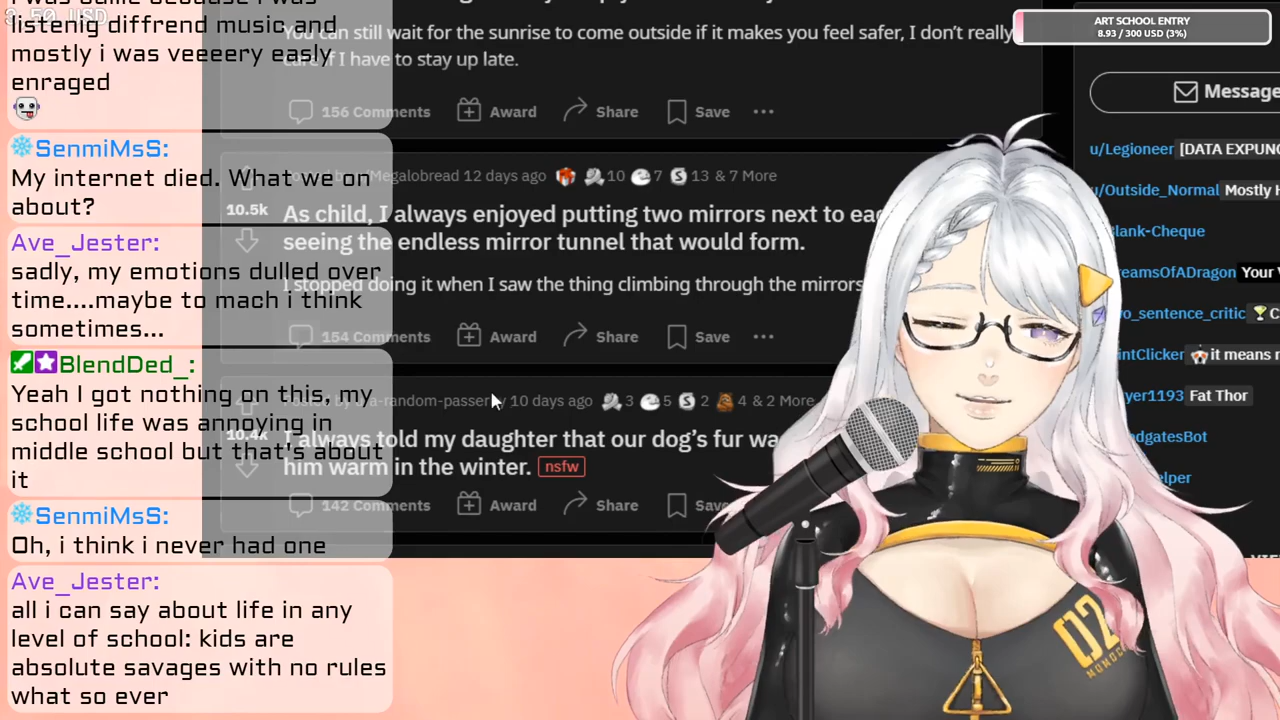 listenig diffrend music and
mostly i was veeeery easly
enraged
SenmiMsS:
My internet died. What we on
about?
Ave_Jester:
sadly, my emotions dulled over
time....maybe to mach i think
sometimes...
BlendDed_:
Yeah I got nothing on this, my
school life was annoying in
middle school but that's about
it
SenmiMsS:
Oh, i think i never had one
Ave_Jester:
all i can say about life in any
level of school: kids are
absolute savages with no rules
what so ever
You can still wait for the sunrise to come outside if it makes you feel safer, I don't really
care if I have to stay up late.
156 Comments Award Share Save
Megalobread 12 days ago 10 7 13 & 7 More
10.5k
As child, I always enjoyed putting two mirrors next to
seeing the endless mirror tunnel that would form.
I stopped doing it when I saw the thing climbing through the mirrors
154 Comments Award Share Save
10 days ago 3 5 2 4 & 2 More
10.4k
I always told my daughter that our dog's fur
him warm in the winter. nsfw
142 Comments Award Share
ART SCHOOL ENTRY
8.93 / 300 USD (3%)
Message
u/Legioneer [DATA EXPUNG
u/Outside_Normal Mostly
lank-Cheque
reamsOfADragon Your
wo_sentence_critic
intClicker it means
yer1193 Fat Thor
dgatesBot
elper
02
MOMO